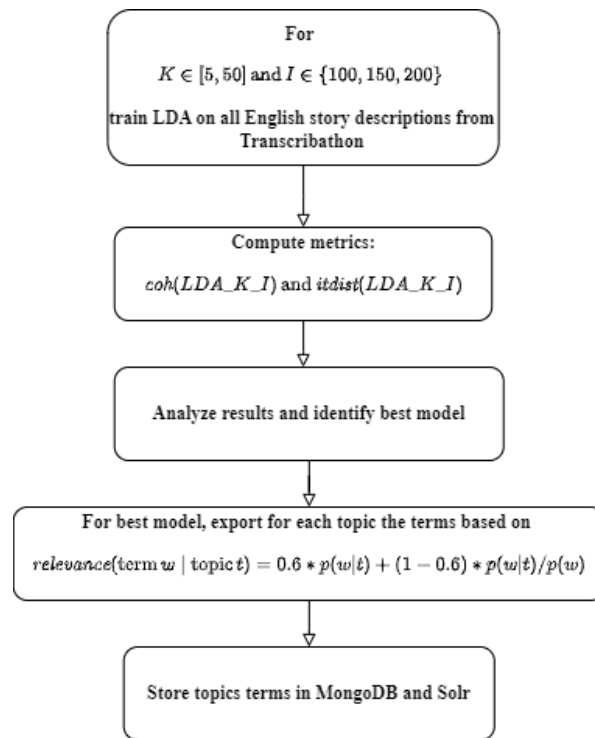 For
K ∈ [5, 50] and I ∈ {100, 150, 200}
train LDA on all English story descriptions from
Transcribathon
Compute metrics:
coh(LDA_K_I) and itdist(LDA_K_I)
Analyze results and identify best model
For best model, export for each topic the terms based on
relevance(term w | topic t) = 0.6 * p(w|t) + (1 − 0.6) * p(w|t)/p(w)
Store topics terms in MongoDB and Solr